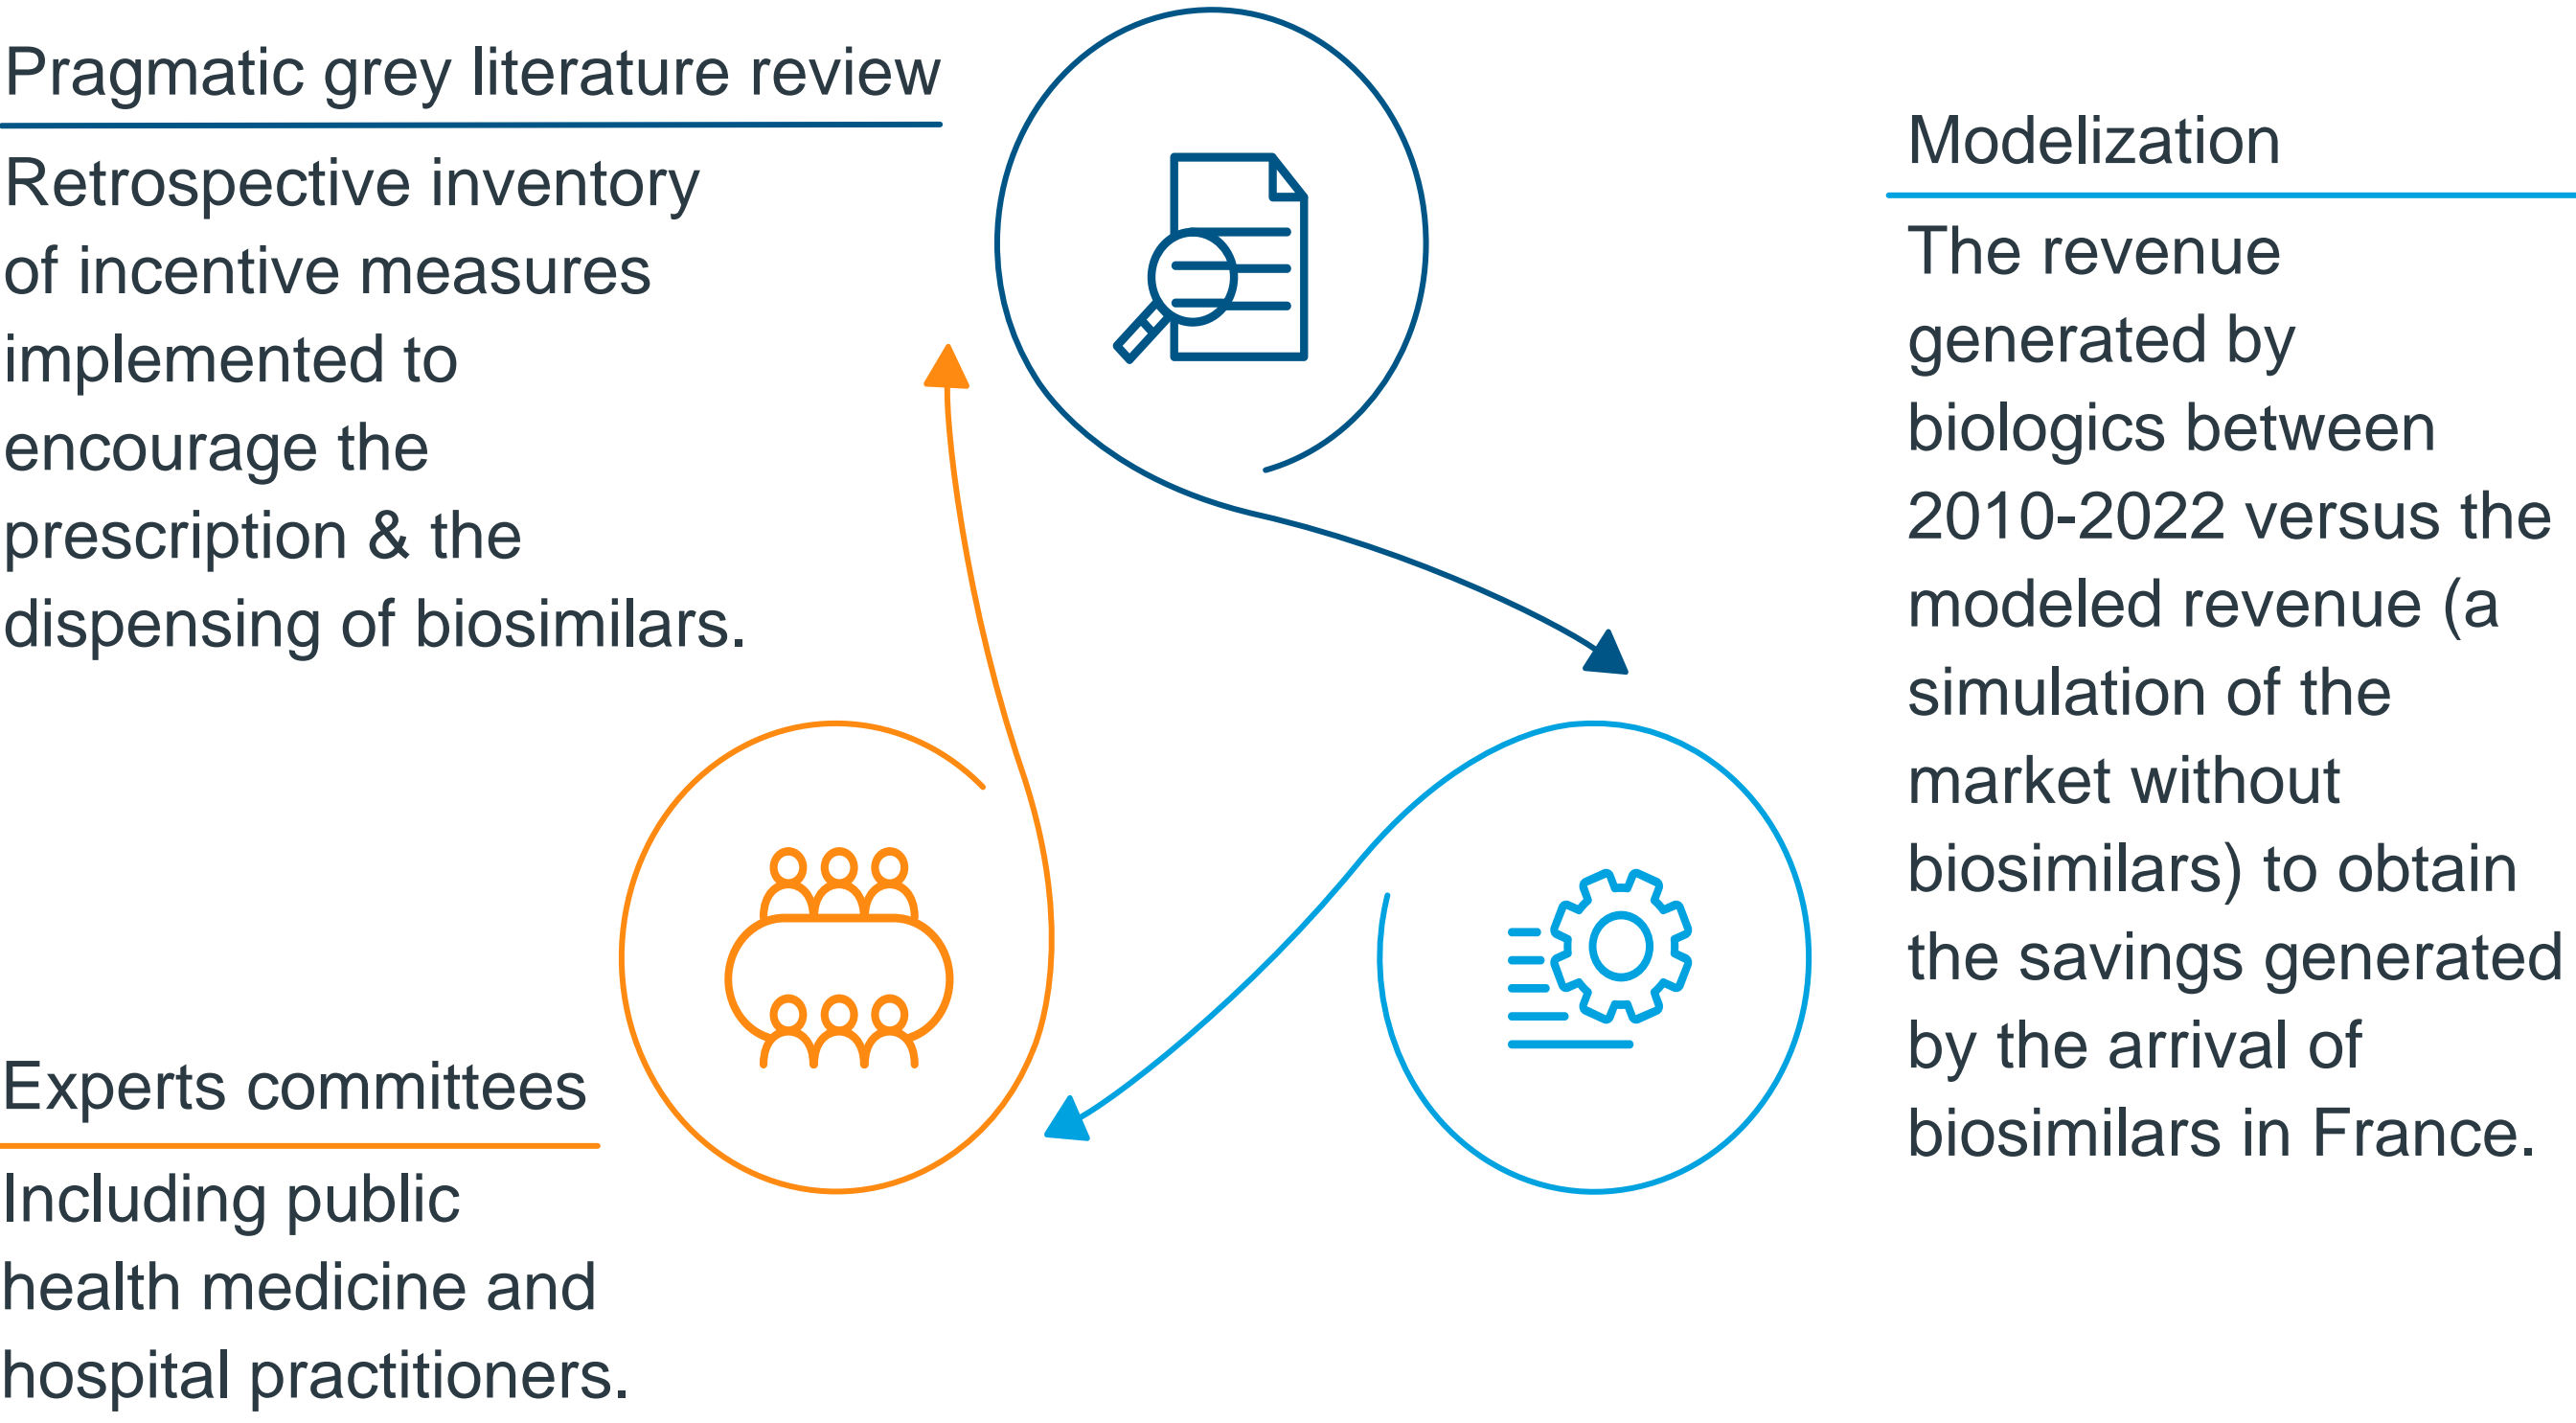 Pragmatic grey literature review
Retrospective inventory
of incentive measures
implemented to
encourage the
prescription & the
dispensing of biosimilars.
Modelization
The revenue
generated by
biologics between
2010-2022 versus the
modeled revenue (a
simulation of the
market without
biosimilars) to obtain
the savings generated
by the arrival of
biosimilars in France.
Experts committees
Including public
health medicine and
hospital practitioners.